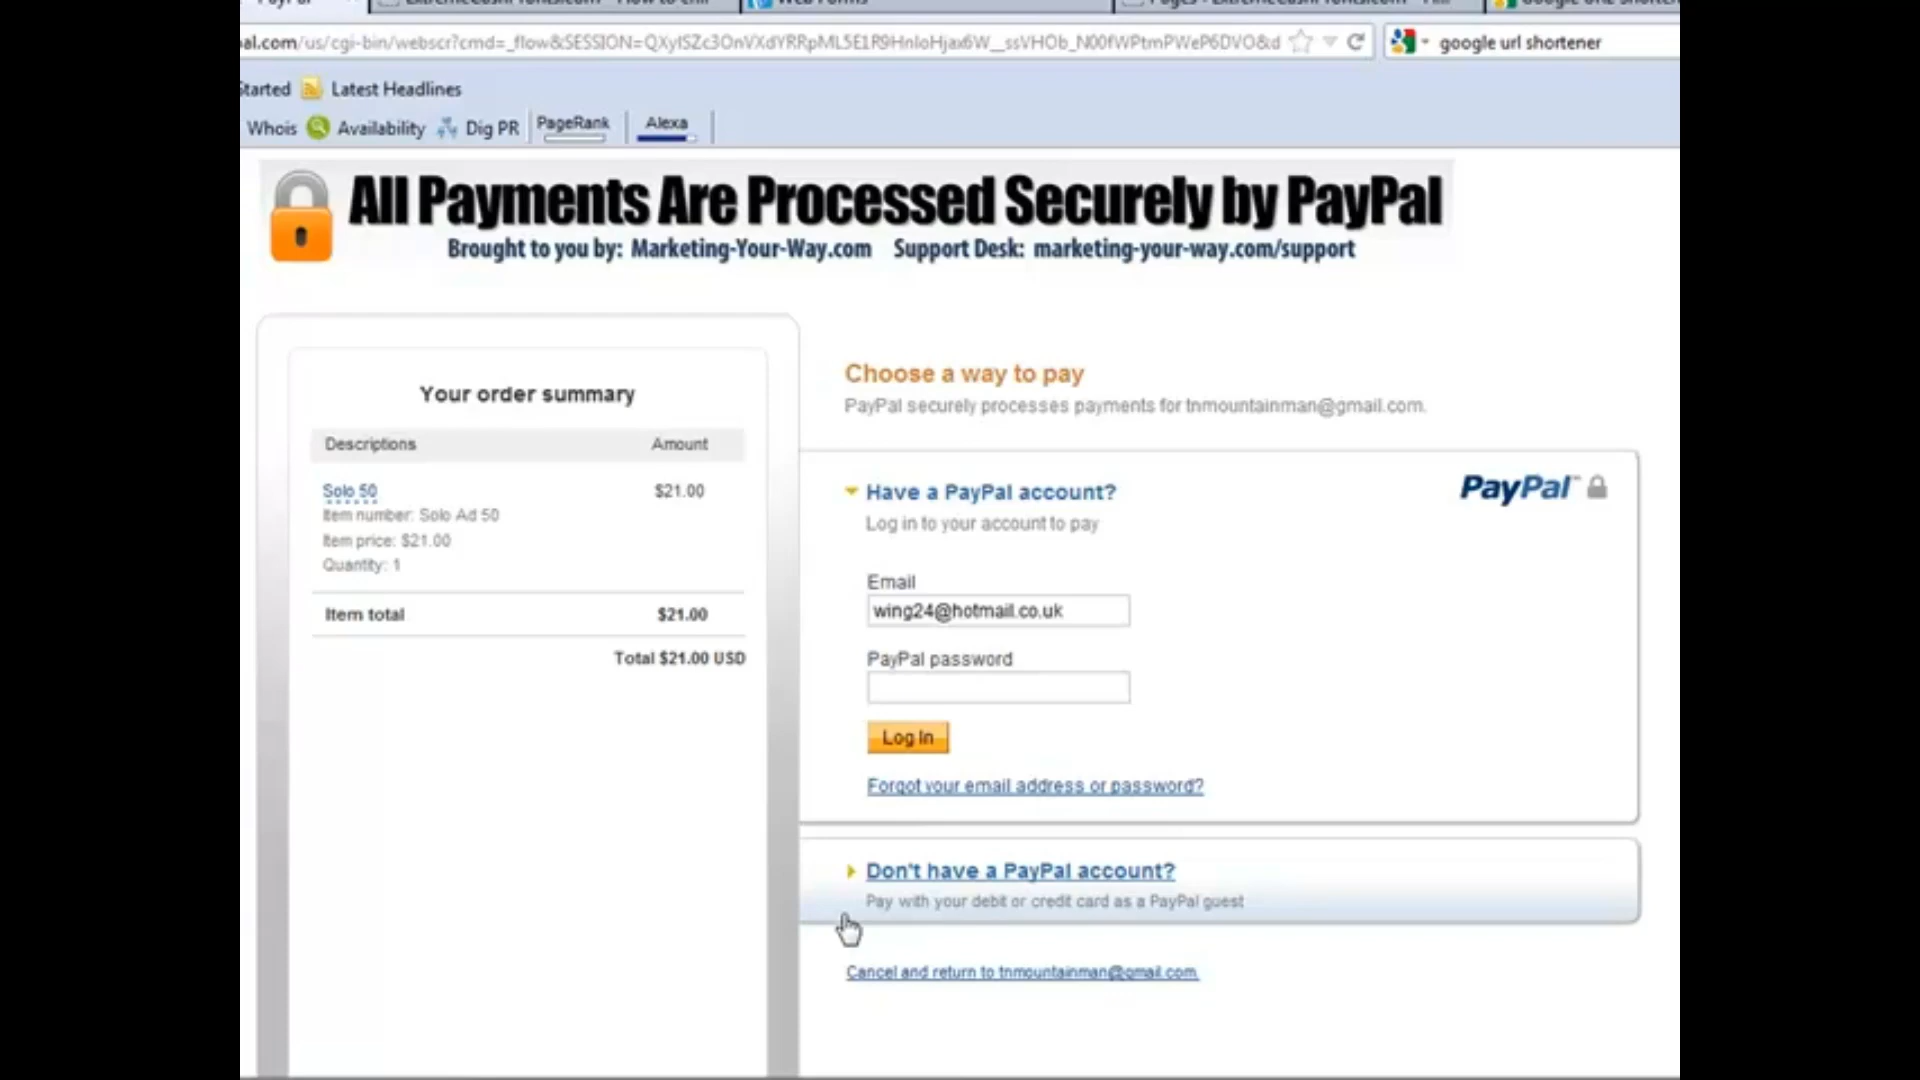 al.com/us/cgi-bin/webscr?cmd=_flow&SESSION=
google url shortener
Started Latest Headlines
Whois Availability Dig PR PageRank Alexa
All Payments Are Processed Securely by PayPal
Brought to you by: Marketing-Your-Way.com Support Desk: marketing-your-way.com/support
Your order summary
Descriptions Amount
Solo 50 $21.00
Item number: Solo Ad 50
Item price: $21.00
Quantity: 1
Item total $21.00
Total $21.00 USD
Choose a way to pay
PayPal securely processes payments for tnmountainman@gmail.com.
Have a PayPal account?
PayPal
Log in to your account to pay
Email
wing24@hotmail.co.uk
PayPal password
Log In
Forgot your email address or password?
Don't have a PayPal account?
Pay with your debit or credit card as a PayPal guest
Cancel and return to tnmountainman@gmail.com.